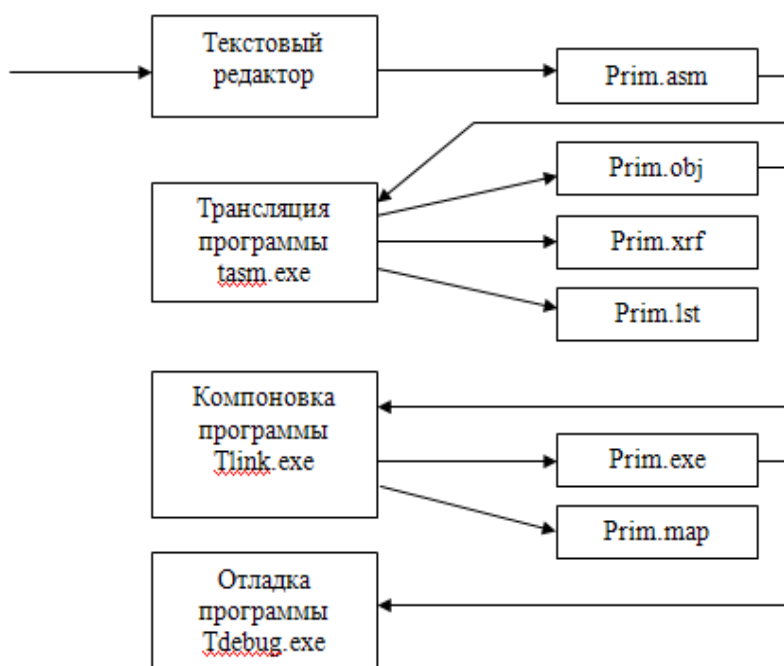 Текстовый
редактор
Prim.asm
Трансляция
программы
tasm.exe
Prim.obj
Prim.xrf
Prim.lst
Компоновка
программы
Tlink.exe
Prim.exe
Prim.map
Отладка
программы
Tdebug.exe